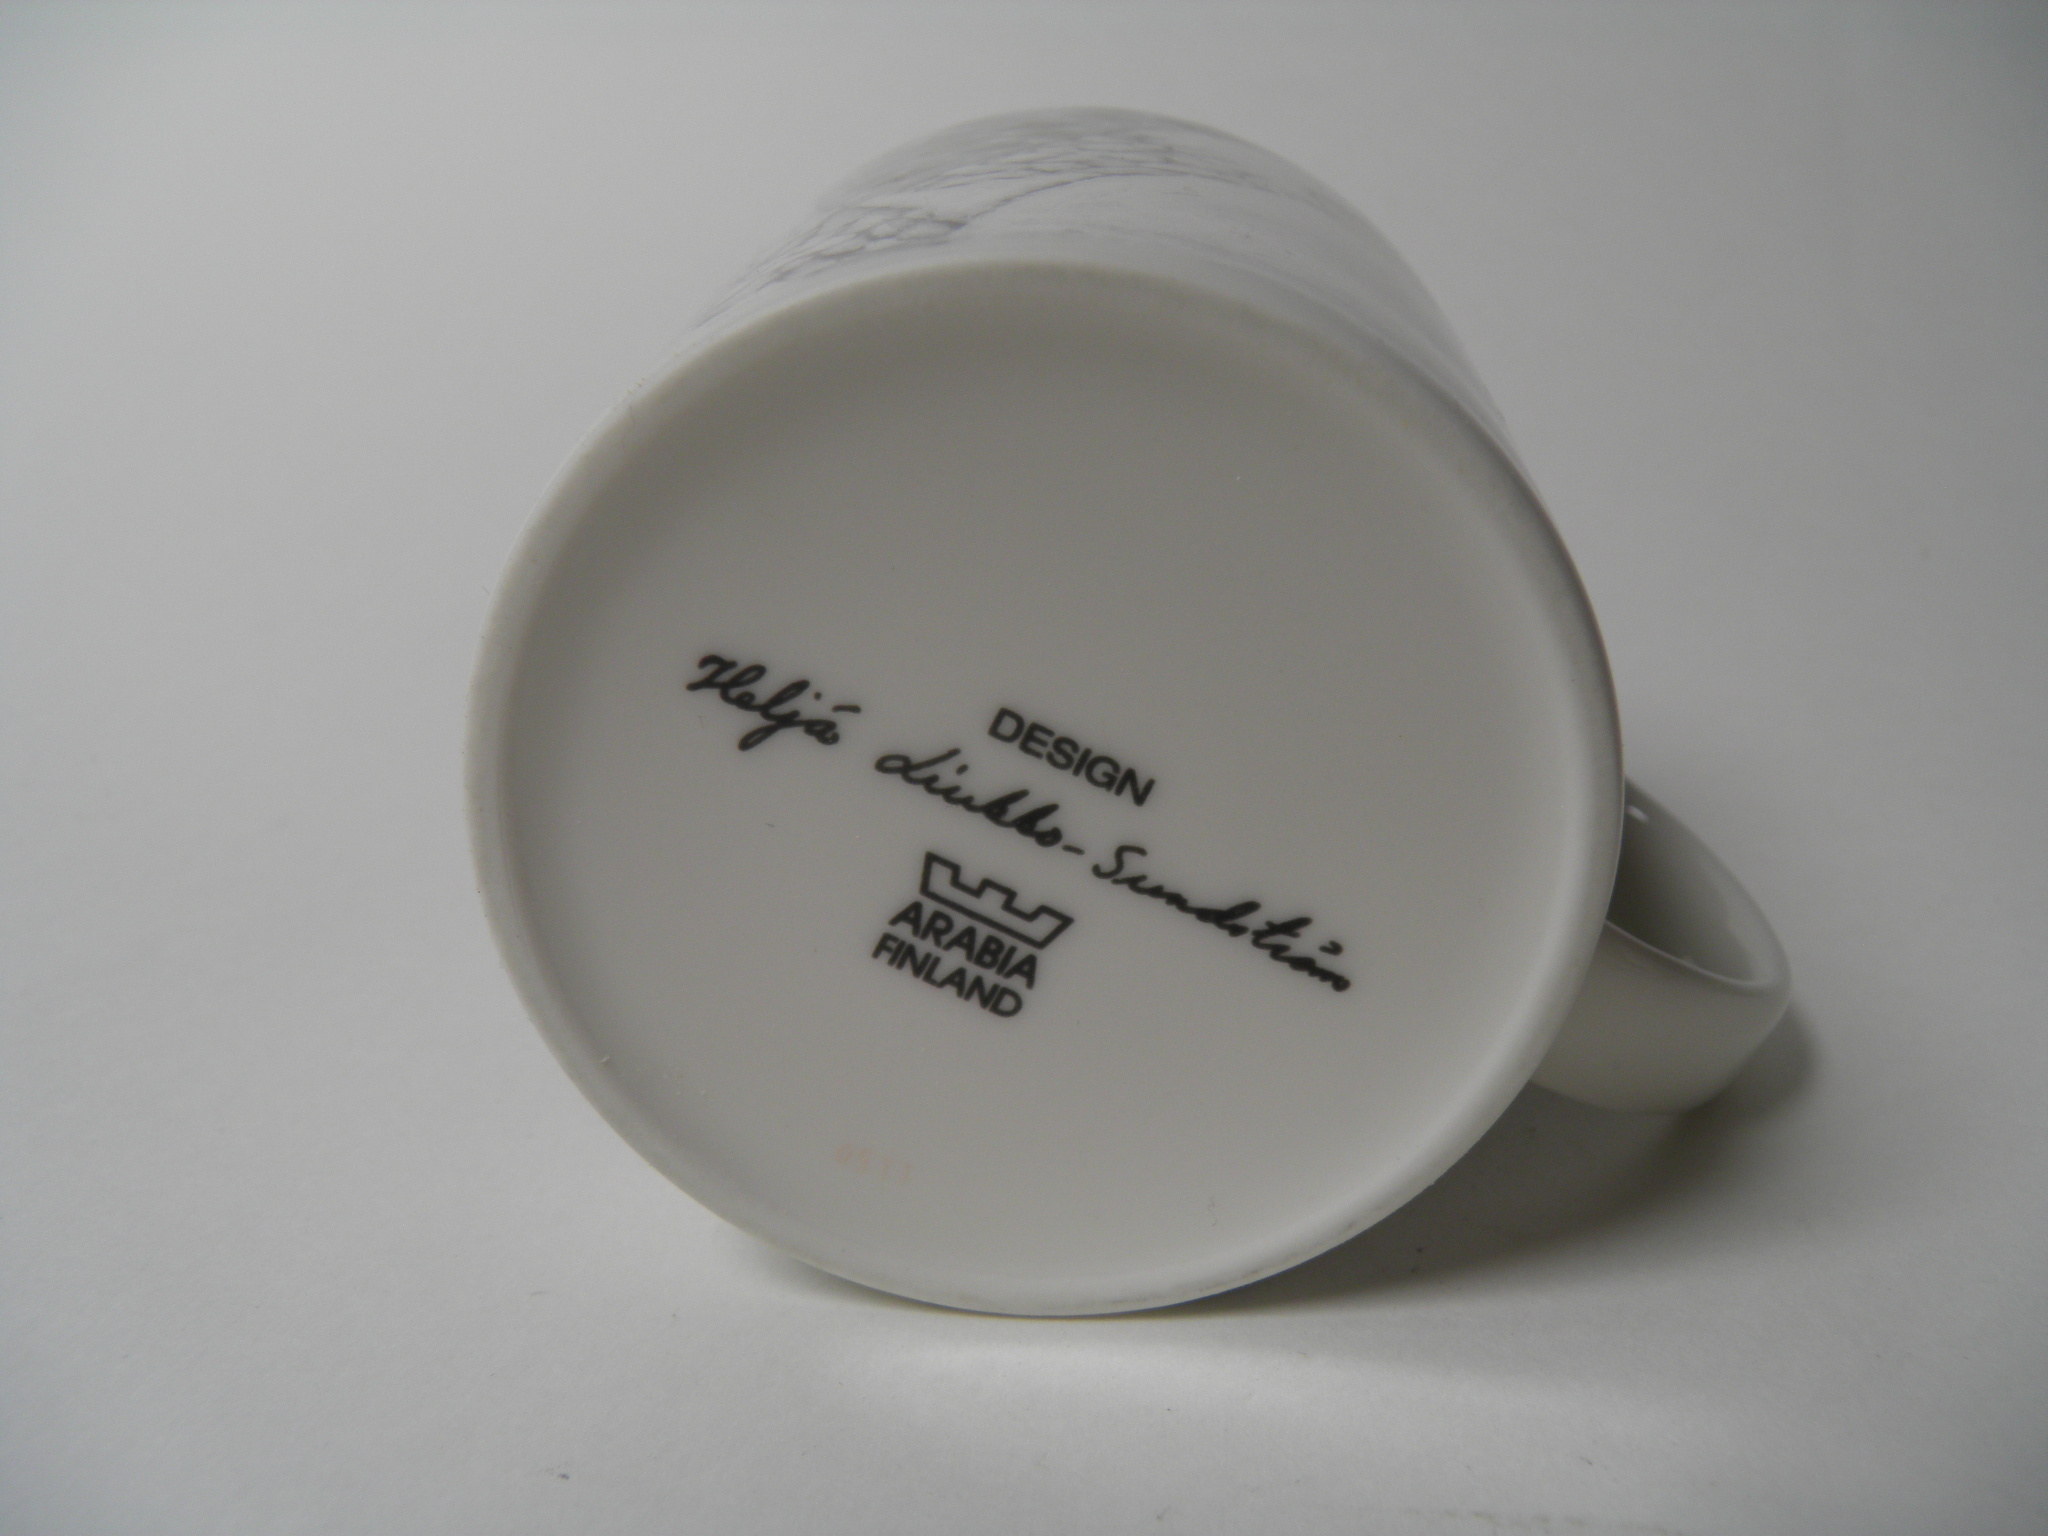 DESIGN
Heljä Liukko-Sundström
ARABIA
FINLAND